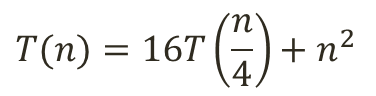 T(n) = 16T(n/4) + n²